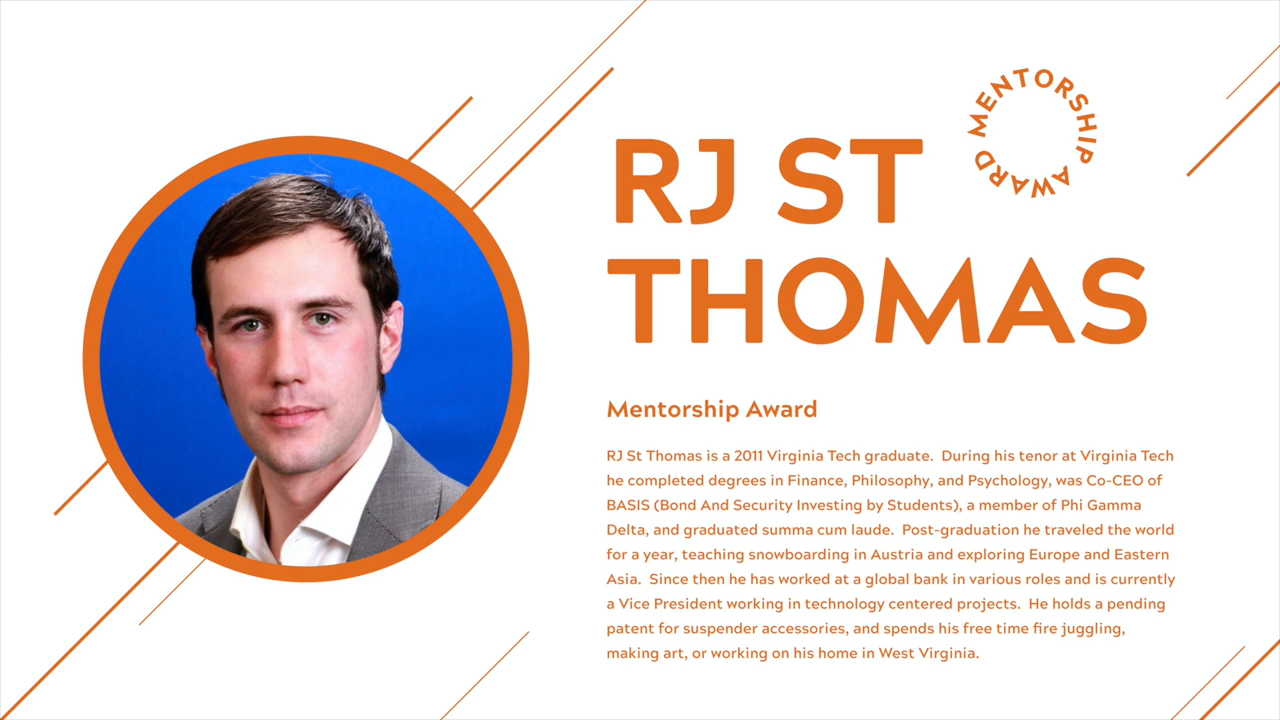 MENTORSHIP AWARD
RJ ST
THOMAS
Mentorship Award
RJ St Thomas is a 2011 Virginia Tech graduate.  During his tenor at Virginia Tech
he completed degrees in Finance, Philosophy, and Psychology, was Co-CEO of
BASIS (Bond And Security Investing by Students), a member of Phi Gamma
Delta, and graduated summa cum laude.  Post-graduation he traveled the world
for a year, teaching snowboarding in Austria and exploring Europe and Eastern
Asia.  Since then he has worked at a global bank in various roles and is currently
a Vice President working in technology centered projects.  He holds a pending
patent for suspender accessories, and spends his free time fire juggling,
making art, or working on his home in West Virginia.